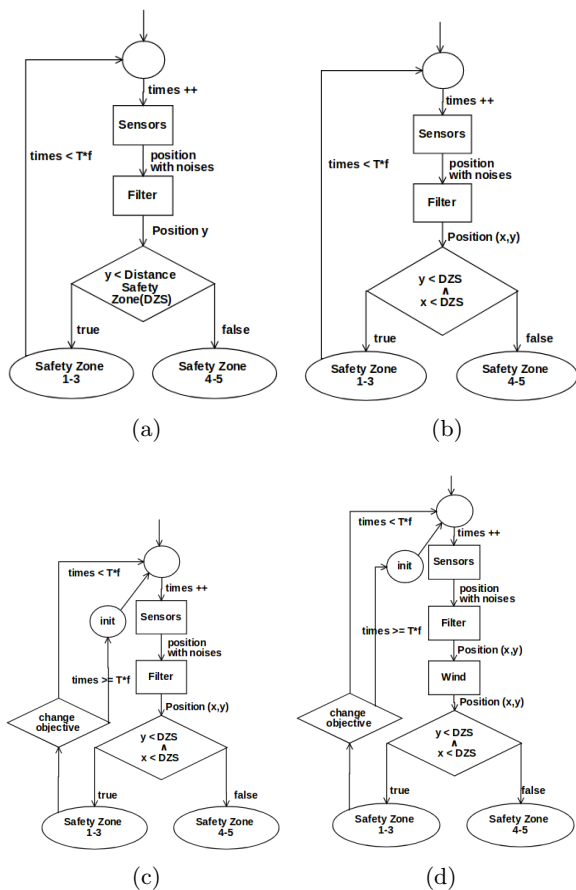 times ++
Sensors
times < T*f
position
with noises
Filter
Position y
y < Distance
Safety
Zone(DZS)
true
false
Safety Zone
1-3
Safety Zone
4-5
(a)
times ++
Sensors
times < T*f
position
with noises
Filter
Position (x,y)
y < DZS
∧
x < DZS
true
false
Safety Zone
1-3
Safety Zone
4-5
(b)
times < T*f
times ++
init
Sensors
position
with noises
times >= T*f
Filter
Position (x,y)
change
objective
y < DZS
∧
x < DZS
true
false
Safety Zone
1-3
Safety Zone
4-5
(c)
times < T*f
times ++
init
Sensors
position
with noises
Filter
times >= T*f
Position (x,y)
Wind
Position (x,y)
change
objective
y < DZS
∧
x < DZS
true
false
Safety Zone
1-3
Safety Zone
4-5
(d)